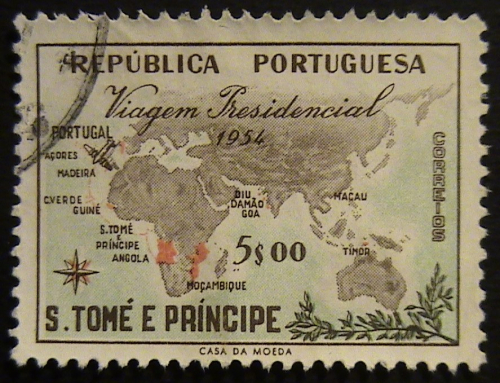 REPÚBLICA PORTUGUESA
Viagem Presidencial
1954
PORTUGAL
AÇORES
MADEIRA
C.VERDE
GUINÉ
S.TOMÉ
E
PRÍNCIPE
ANGOLA
MOÇAMBIQUE
DIU
DAMÃO
GOA
MACAU
TIMOR
CORREIOS
5$00
S.TOMÉ E PRÍNCIPE
CASA DA MOEDA